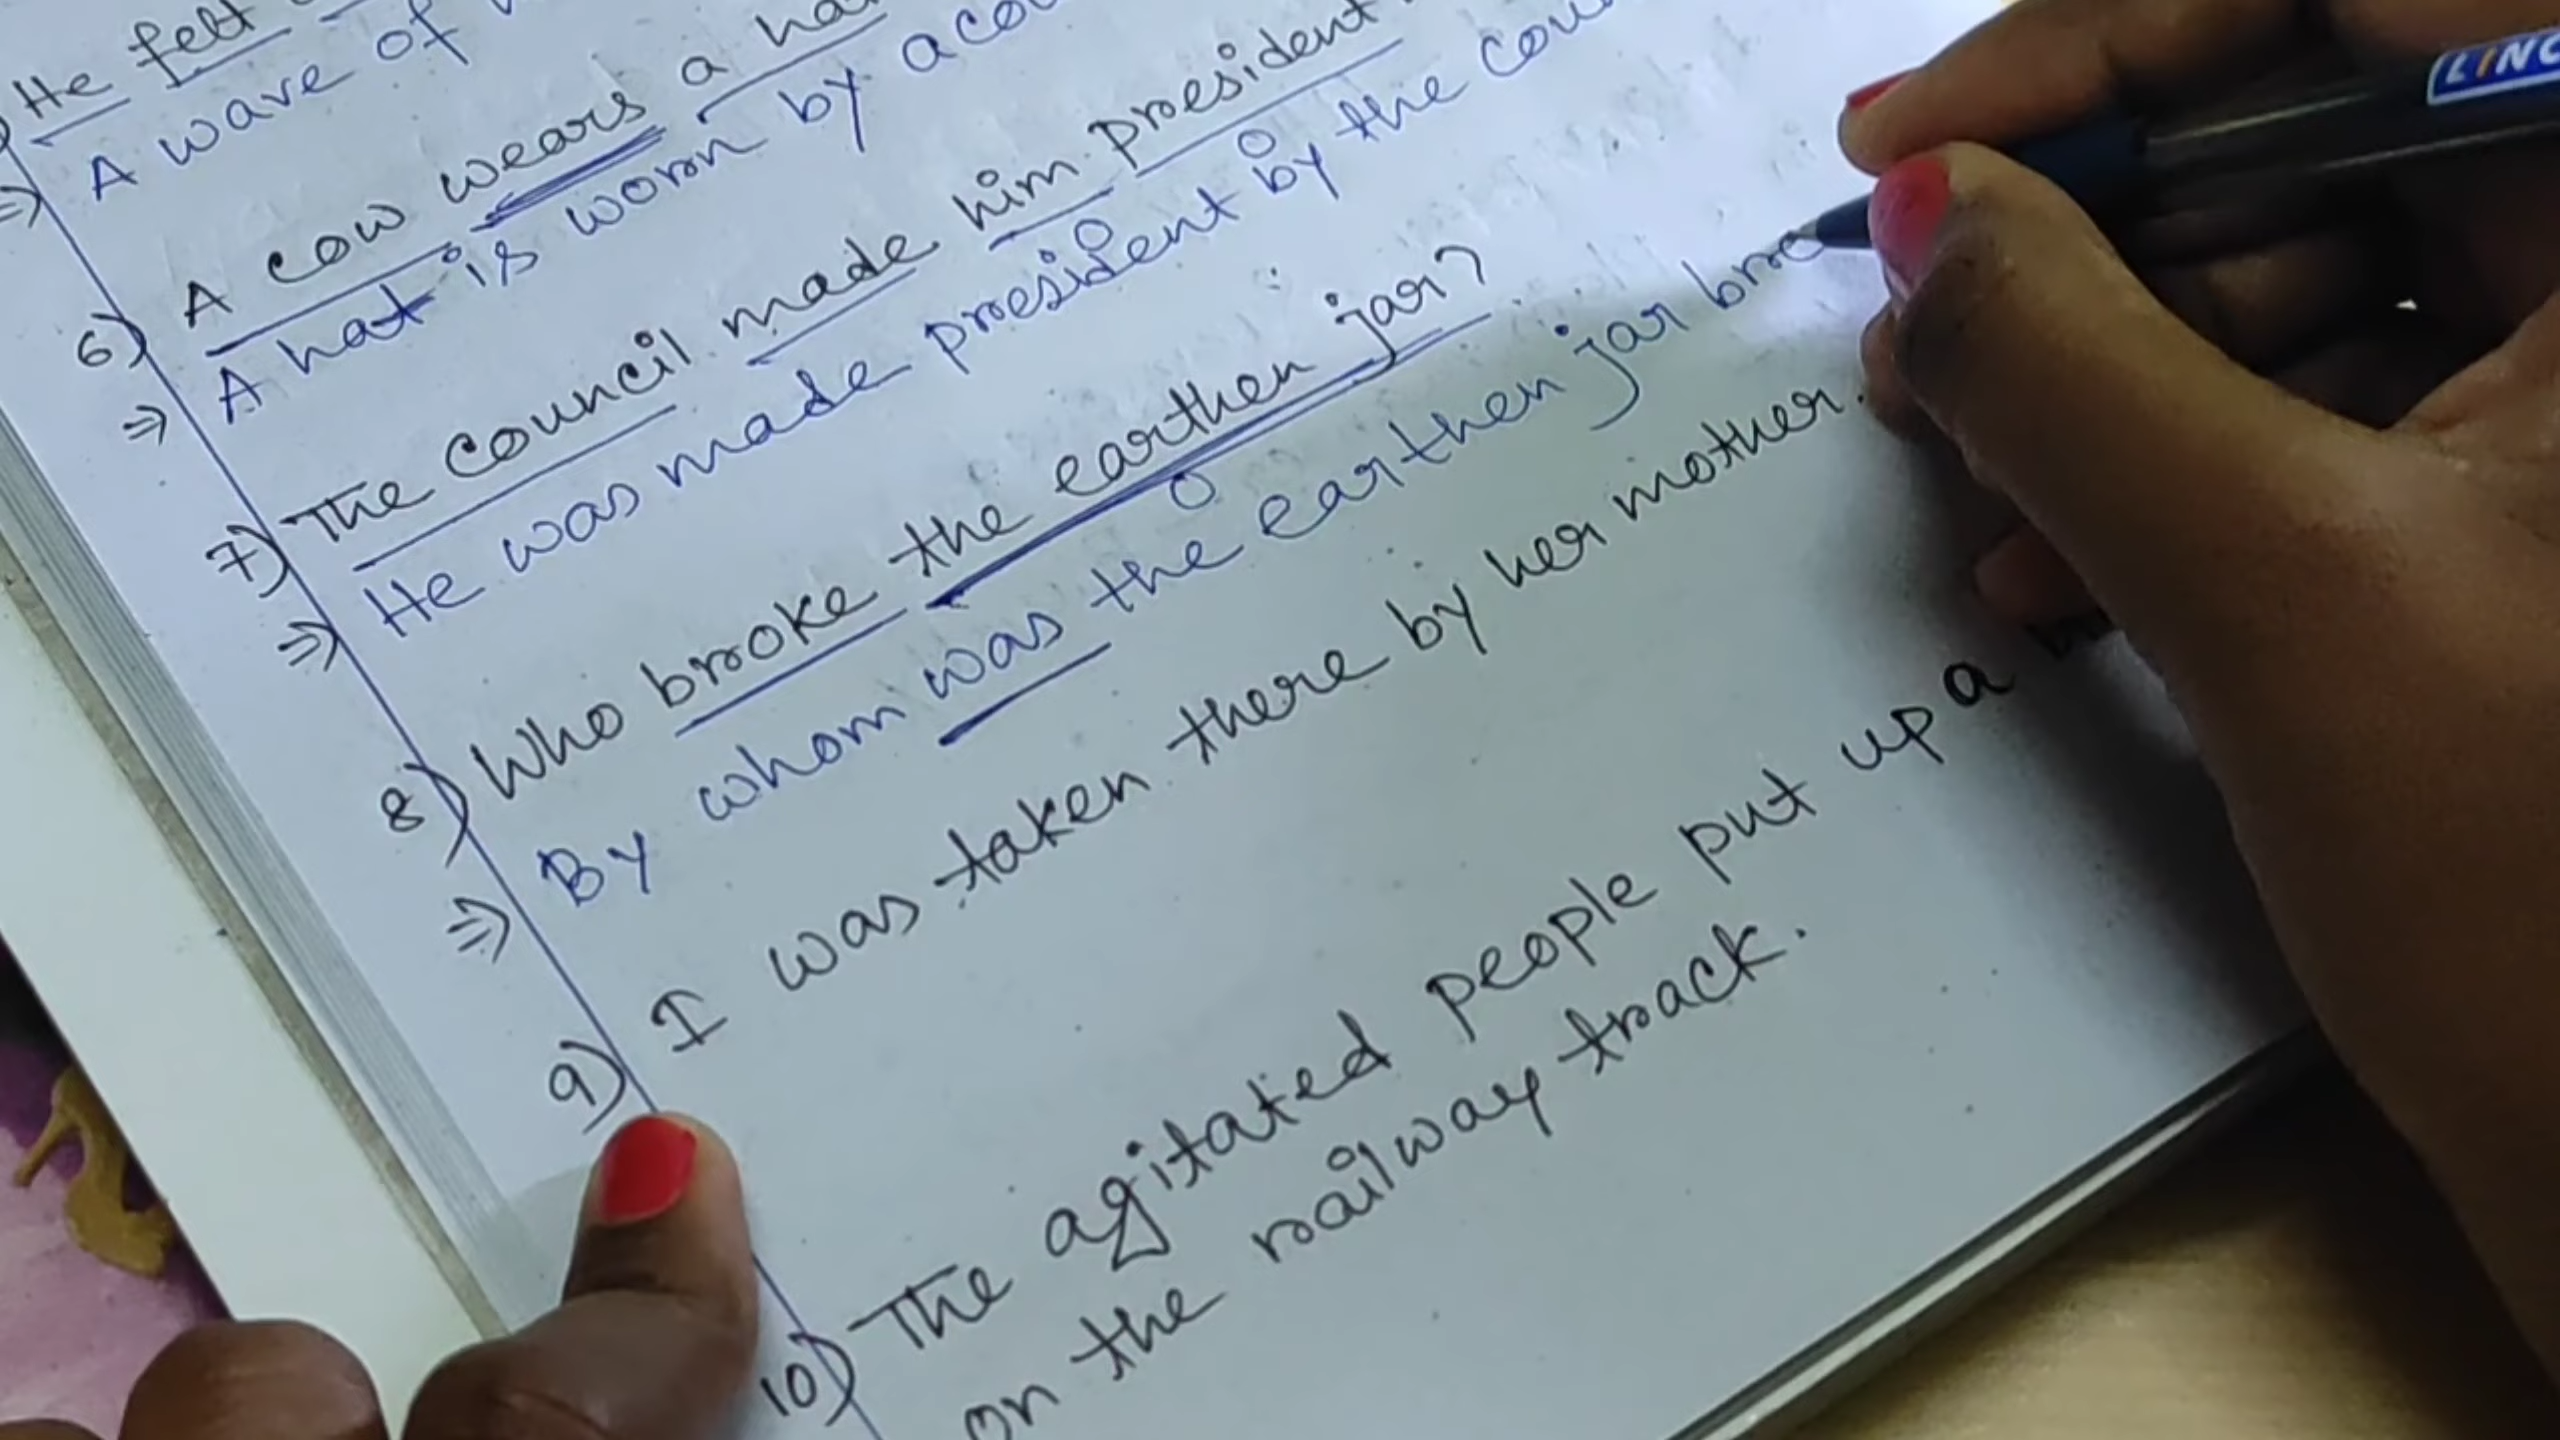 He felt
=> A wave of
6) A cow wears a
=> A hat is worn by a
7) The Council made him president
=> He was made president by the
8) Who broke the earthen jar?
=> By whom was the earthen jar bro
9) I was taken there by her mother.
10) The agitated people put up a
on the railway track.
LINC